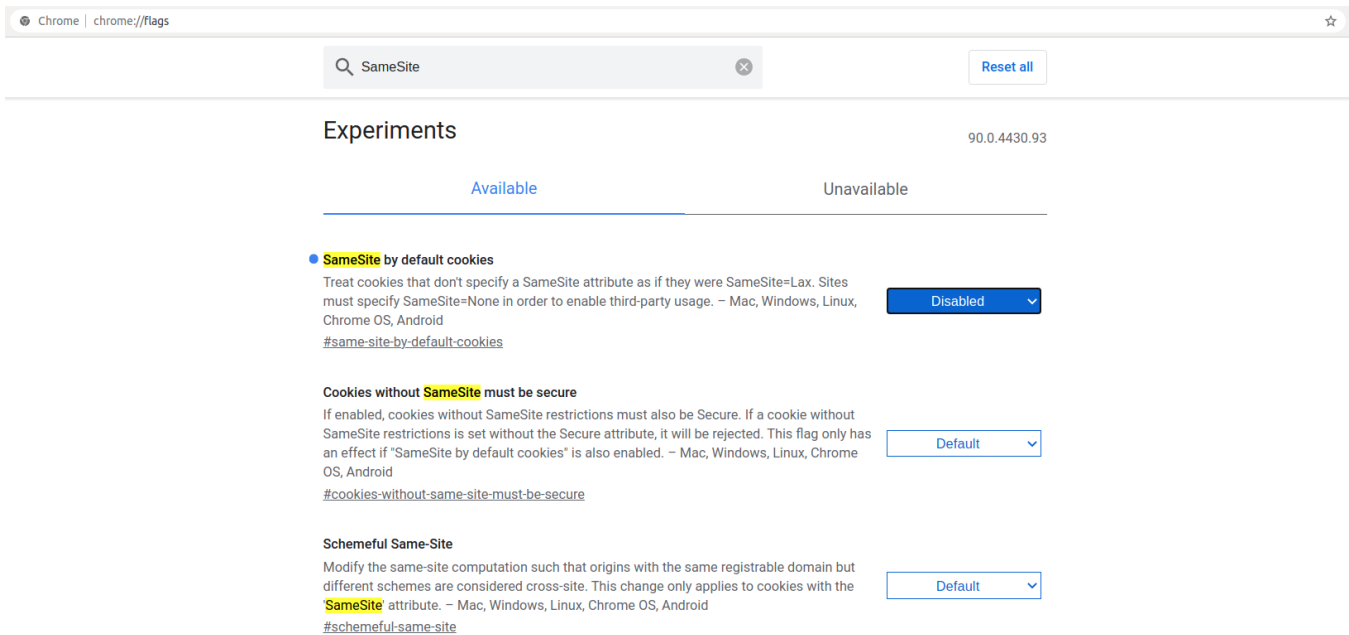 Chrome | chrome://flags
SameSite
Reset all
Experiments
90.0.4430.93
Available
Unavailable
SameSite by default cookies
Treat cookies that don't specify a SameSite attribute as if they were SameSite=Lax. Sites
must specify SameSite=None in order to enable third-party usage. – Mac, Windows, Linux,
Chrome OS, Android
#same-site-by-default-cookies
Disabled
Cookies without SameSite must be secure
If enabled, cookies without SameSite restrictions must also be Secure. If a cookie without
SameSite restrictions is set without the Secure attribute, it will be rejected. This flag only has
an effect if "SameSite by default cookies" is also enabled. – Mac, Windows, Linux, Chrome
OS, Android
#cookies-without-same-site-must-be-secure
Default
Schemeful Same-Site
Modify the same-site computation such that origins with the same registrable domain but
different schemes are considered cross-site. This change only applies to cookies with the
'SameSite' attribute. – Mac, Windows, Linux, Chrome OS, Android
#schemeful-same-site
Default